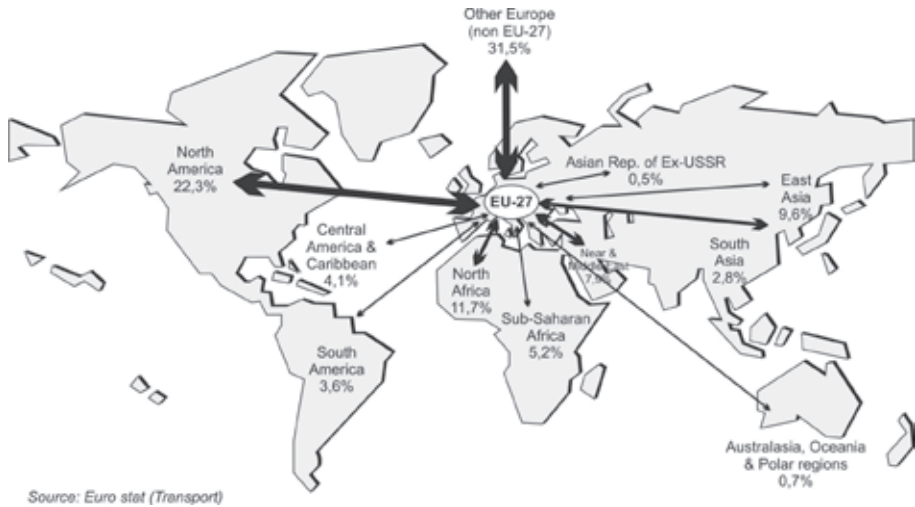 Other Europe
(non EU-27)
31,5%
North
America
22,3%
Asian Rep. of Ex-USSR
0,5%
East
Asia
9,6%
EU-27
Central
America &
Caribbean
4,1%
South
Asia
2,8%
Near &
North
Africa
11,7%
Sub-Saharan
Africa
5,2%
South
America
3,6%
Australasia, Oceania
& Polar regions
0,7%
Source: Euro stat (Transport)